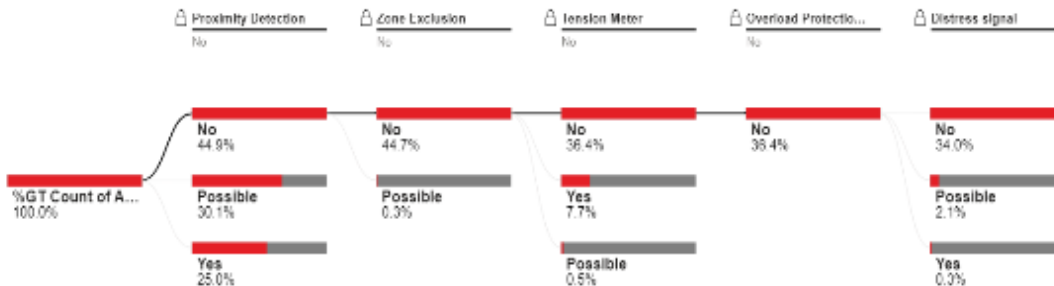 Proximity Detection
No
Zone Exclusion
No
Tension Meter
No
Overload Protectio...
No
Distress signal
No
%GT Count of A...
100.0%
No
44.9%
Possible
30.1%
Yes
25.0%
No
44.7%
Possible
0.3%
No
36.4%
Yes
7.7%
Possible
0.5%
No
36.4%
No
34.0%
Possible
2.1%
Yes
0.3%